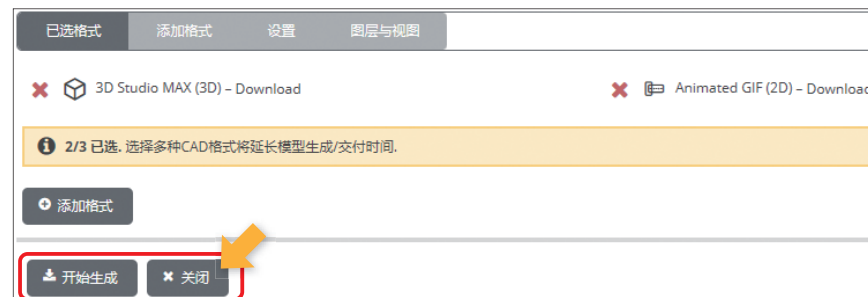 已选格式 添加格式 设置 图层与视图
3D Studio MAX (3D) – Download Animated GIF (2D) – Download
2/3 已选. 选择多种CAD格式将延长模型生成/交付时间.
添加格式
开始生成 关闭